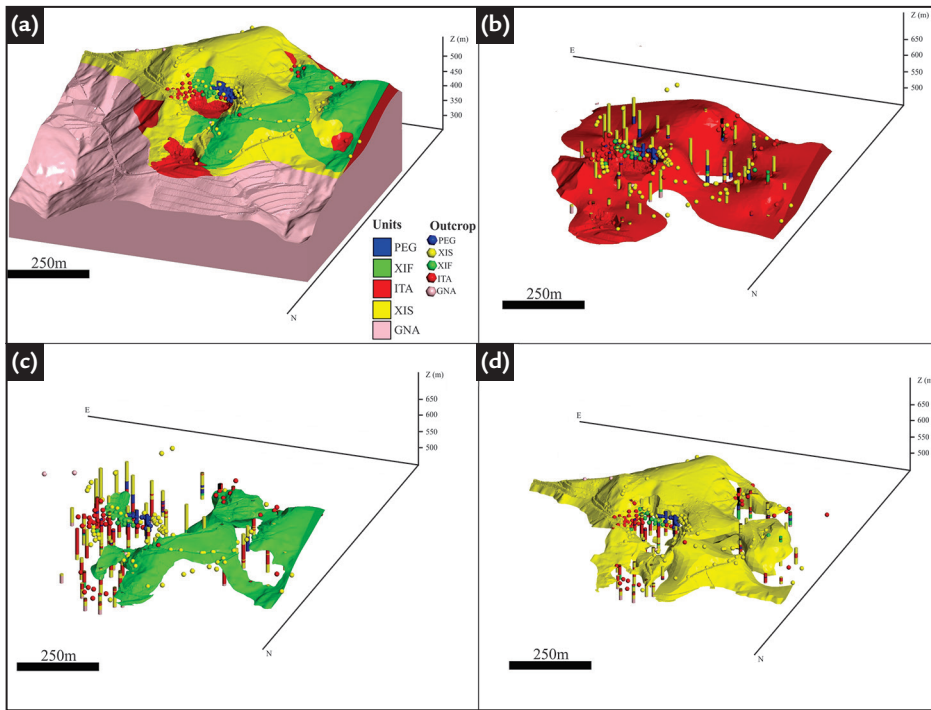 (a)
Z (m)
500
450
400
350
300
Units
Outcrop
PEG
PEG
XIS
XIF
XIF
ITA
ITA
GNA
XIS
GNA
250m
N
(b)
E
Z (m)
650
600
550
500
250m
N
(c)
E
Z (m)
650
600
550
500
250m
N
(d)
E
Z (m)
650
600
550
500
250m
N